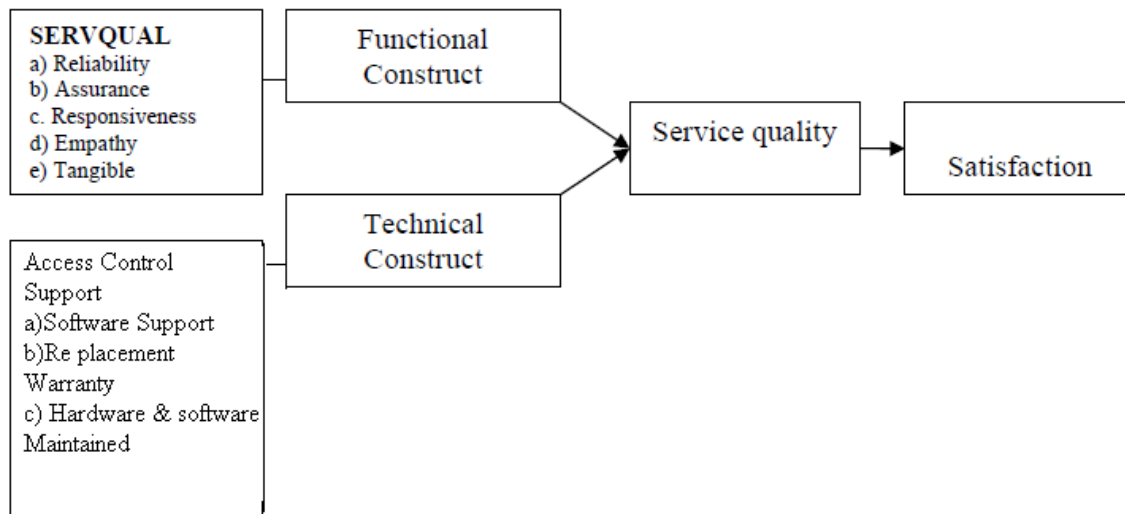 SERVQUAL
a) Reliability
b) Assurance
c. Responsiveness
d) Empathy
e) Tangible
Functional
Construct
Service quality
Satisfaction
Technical
Construct
Access Control
Support
a)Software Support
b)Re placement
Warranty
c) Hardware & software
Maintained